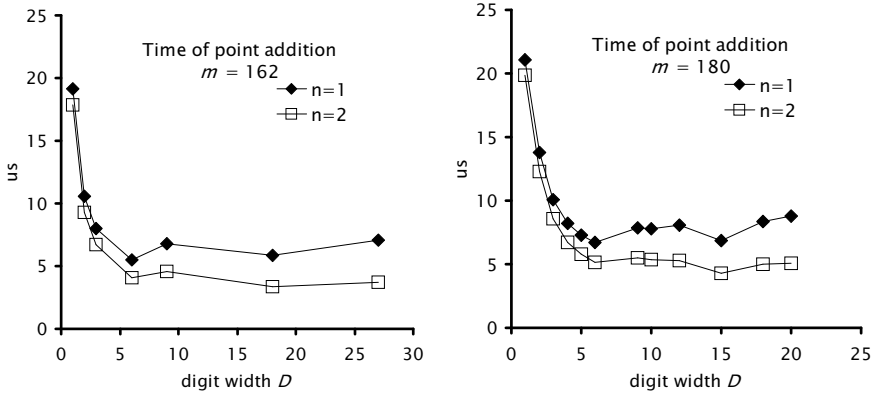 25
20
15
10
5
0
us
Time of point addition
m = 162
n=1
n=2
0 5 10 15 20 25 30
digit width D
25
20
15
10
5
0
us
Time of point addition
m = 180
n=1
n=2
0 5 10 15 20 25
digit width D